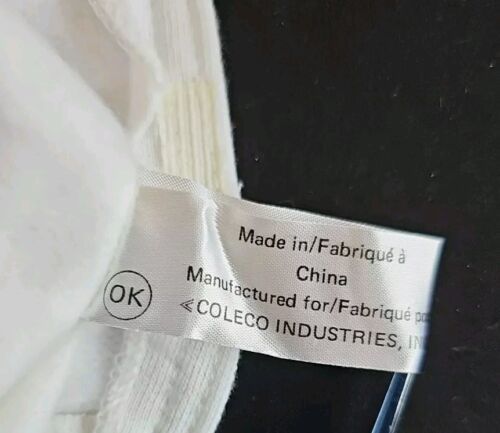 Made in/Fabriqué à
China
Manufactured for/Fabriqué
OK
≪COLECO INDUSTRIES,